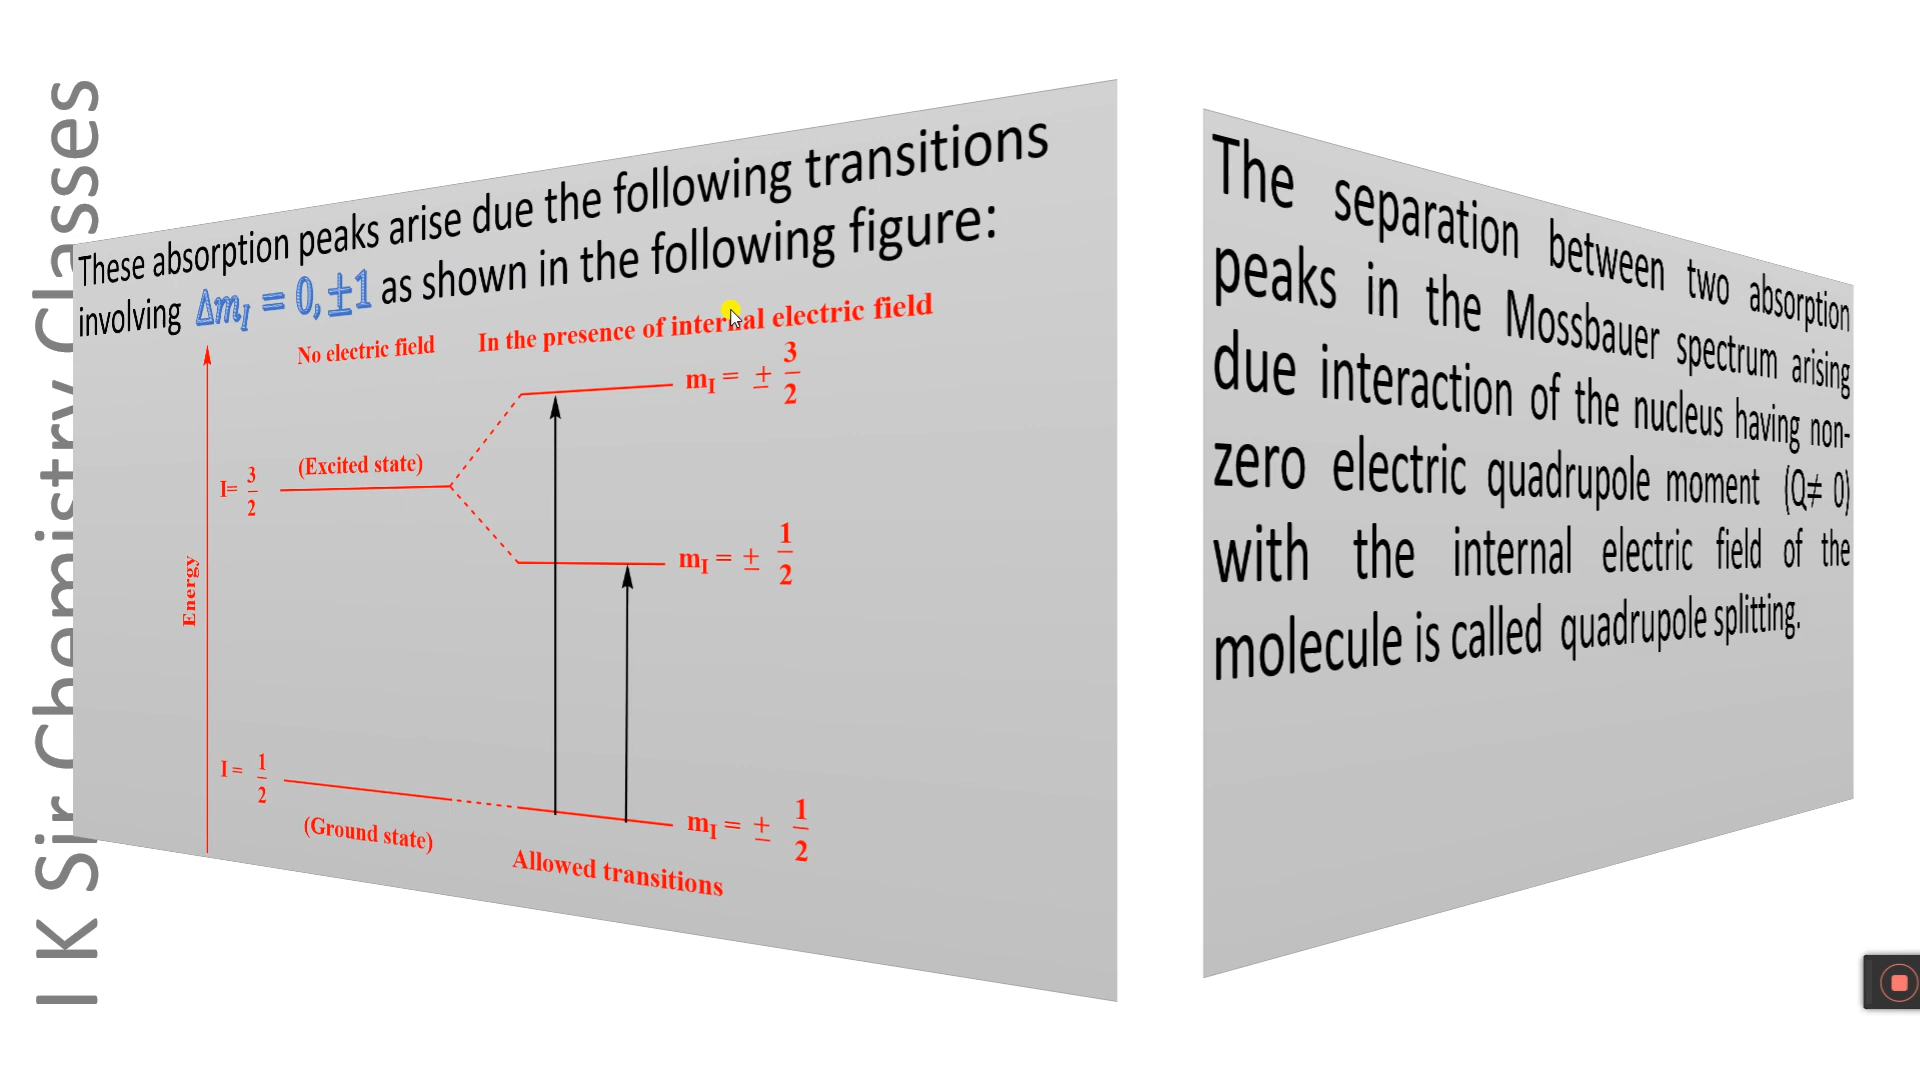 I K Sir Chemistry Classes
These absorption peaks arise due the following transitions
involving Δm_I = 0, ±1 as shown in the following figure:
No electric field
In the presence of internal electric field
m_I = ± 3/2
(Excited state)
I= 3/2
m_I = ± 1/2
Energy
I = 1/2
(Ground state)
m_I = ± 1/2
Allowed transitions
The separation between two absorption
peaks in the Mossbauer spectrum arising
due interaction of the nucleus having non-
zero electric quadrupole moment (Q≠ 0)
with the internal electric field of the
molecule is called quadrupole splitting.